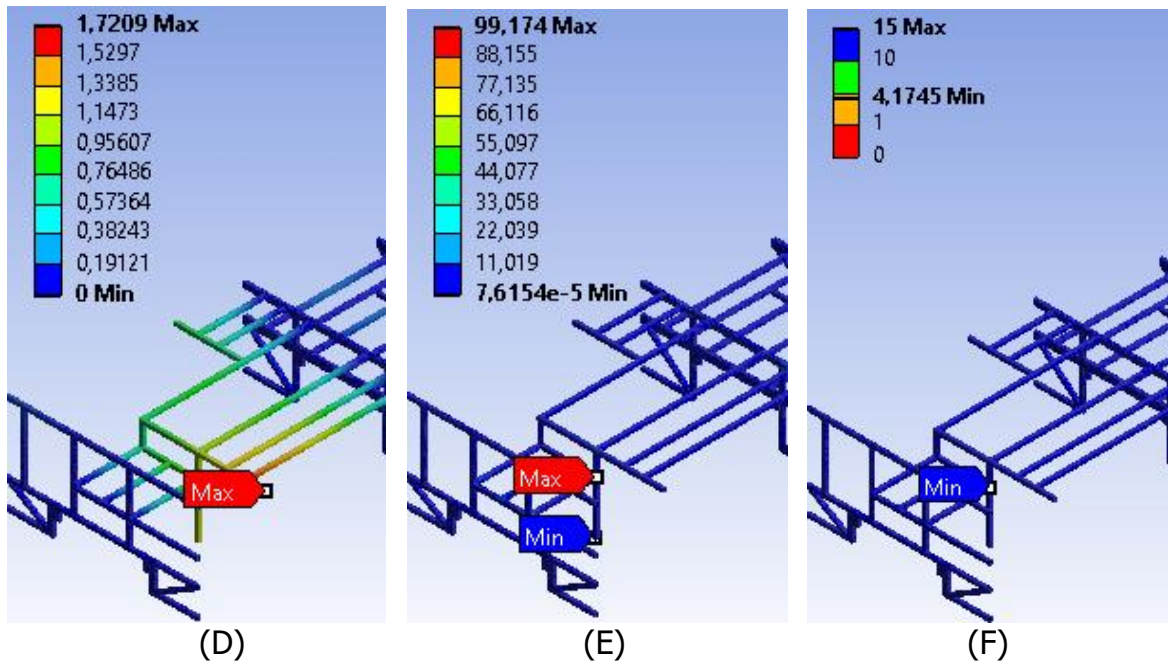 1,7209 Max
1,5297
1,3385
1,1473
0,95607
0,76486
0,57364
0,38243
0,19121
0 Min
Max
(D)
99,174 Max
88,155
77,135
66,116
55,097
44,077
33,058
22,039
11,019
7,6154e-5 Min
Max
Min
(E)
15 Max
10
4,1745 Min
1
0
Min
(F)